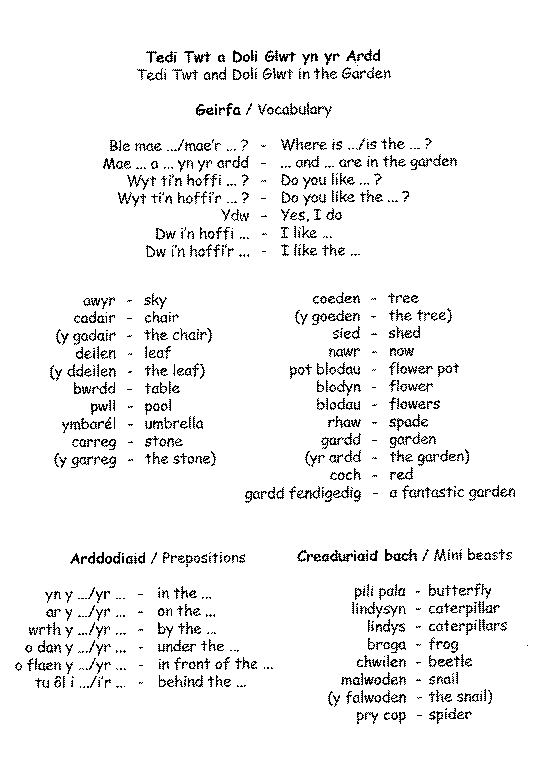 Tedi Twt a Doli Glwt yn yr Ardd
Tedi Twt and Doli Glwt in the Garden
Geirfa / Vocabulary
Ble mae .../mae'r ... ? - Where is .../is the ... ?
Mae ... a ... yn yr ardd - ... and ... are in the garden
Wyt ti'n hoffi ... ? - Do you like ... ?
Wyt ti'n hoffi'r ... ? - Do you like the ... ?
Ydw - Yes, I do
Dw i'n hoffi ... - I like ...
Dw i'n hoffi'r ... - I like the ...
awyr - sky
cadair - chair
(y gadair - the chair)
deilen - leaf
(y ddeilen - the leaf)
bwrdd - table
pwll - pool
ymbarél - umbrella
carreg - stone
(y garreg - the stone)
coeden - tree
(y goeden - the tree)
sied - shed
nawr - now
pot blodau - flower pot
blodyn - flower
blodau - flowers
rhaw - spade
gardd - garden
(yr ardd - the garden)
coch - red
gardd fendigedig - a fantastic garden
Arddodiaid / Prepositions
yn y .../yr ... - in the ...
ar y .../yr ... - on the ...
wrth y .../yr ... - by the ...
o dan y .../yr ... - under the ...
o flaen y .../yr ... - in front of the ...
tu ôl i .../i'r ... - behind the ...
Creaduriaid bach / Mini beasts
pili pala - butterfly
lindysyn - caterpillar
lindys - caterpillars
broga - frog
chwilen - beetle
malwoden - snail
(y falwoden - the snail)
pry cop - spider